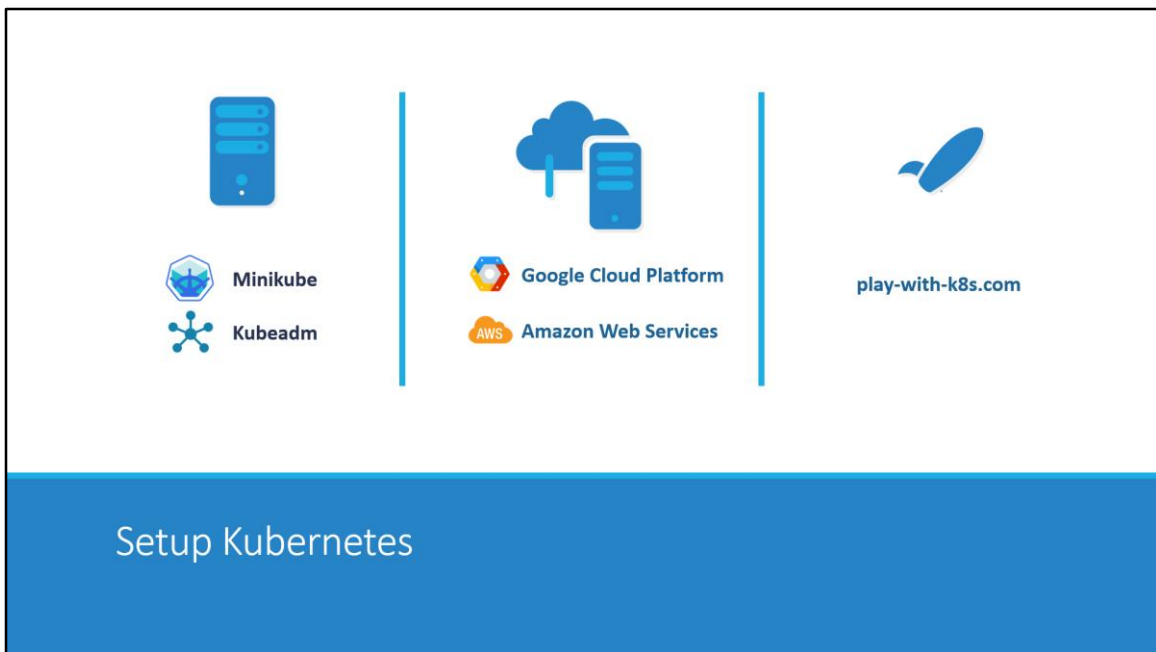 Minikube
Kubeadm
Google Cloud Platform
AWS Amazon Web Services
play-with-k8s.com
Setup Kubernetes